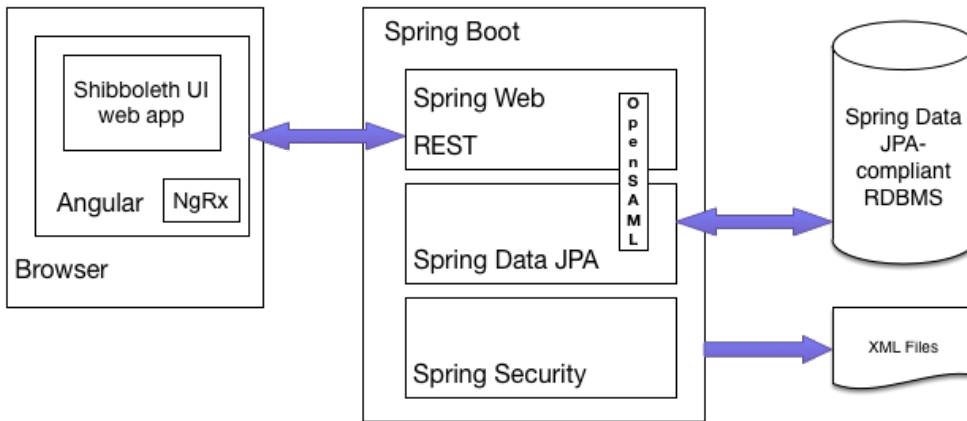 Shibboleth UI
web app
Angular
NgRx
Browser
Spring Boot
Spring Web
REST
OpenSAML
Spring Data JPA
Spring Security
Spring Data
JPA-
compliant
RDBMS
XML Files